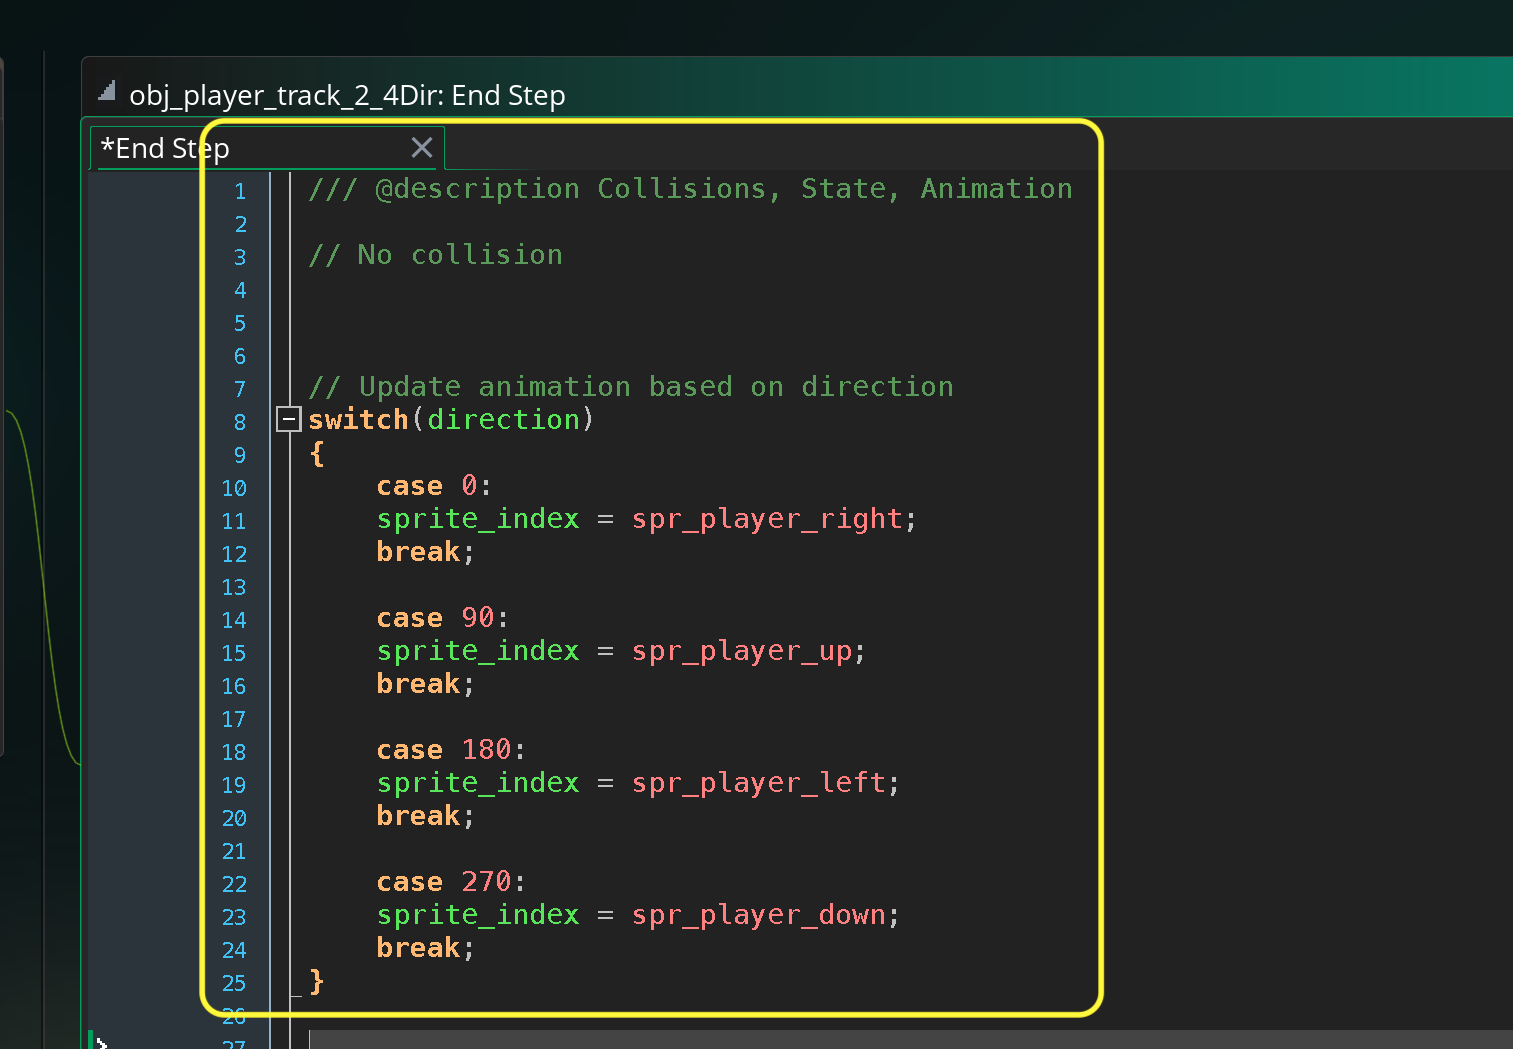 obj_player_track_2_4Dir: End Step
*End Step
1 /// @description Collisions, State, Animation
2
3 // No collision
4
5
6
7 // Update animation based on direction
8 switch(direction)
9 {
10 case 0:
11 sprite_index = spr_player_right;
12 break;
13
14 case 90:
15 sprite_index = spr_player_up;
16 break;
17
18 case 180:
19 sprite_index = spr_player_left;
20 break;
21
22 case 270:
23 sprite_index = spr_player_down;
24 break;
25 }
26
27